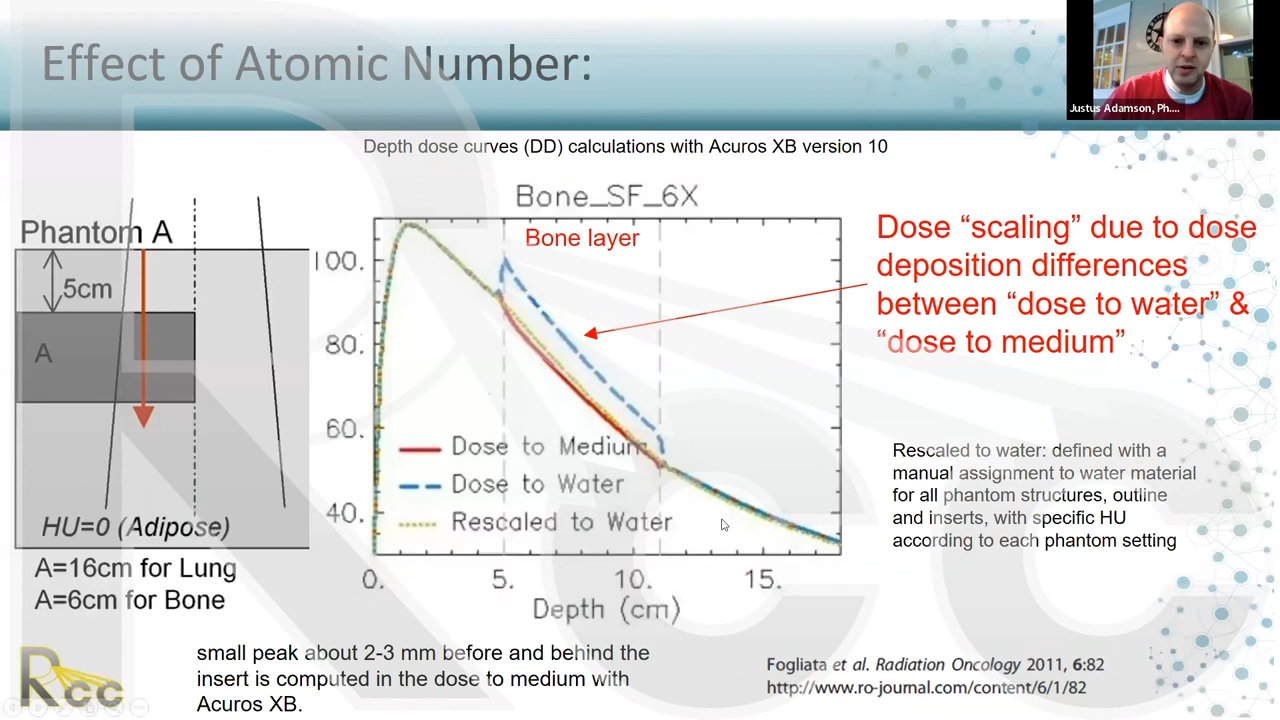 Effect of Atomic Number:
Justus Adamson, Ph....
Depth dose curves (DD) calculations with Acuros XB version 10
Phantom A
5cm
A
HU=0 (Adipose)
A=16cm for Lung
A=6cm for Bone
Bone_SF_6X
Bone layer
100.
80.
60.
40.
Dose to Medium
Dose to Water
Rescaled to Water
0.
5.
10.
15.
Depth (cm)
Dose “scaling” due to dose
deposition differences
between “dose to water” &
“dose to medium”
Rescaled to water: defined with a
manual assignment to water material
for all phantom structures, outline
and inserts, with specific HU
according to each phantom setting
small peak about 2-3 mm before and behind the
insert is computed in the dose to medium with
Acuros XB.
Fogliata et al. Radiation Oncology 2011, 6:82
http://www.ro-journal.com/content/6/1/82
Rcc
Rcc